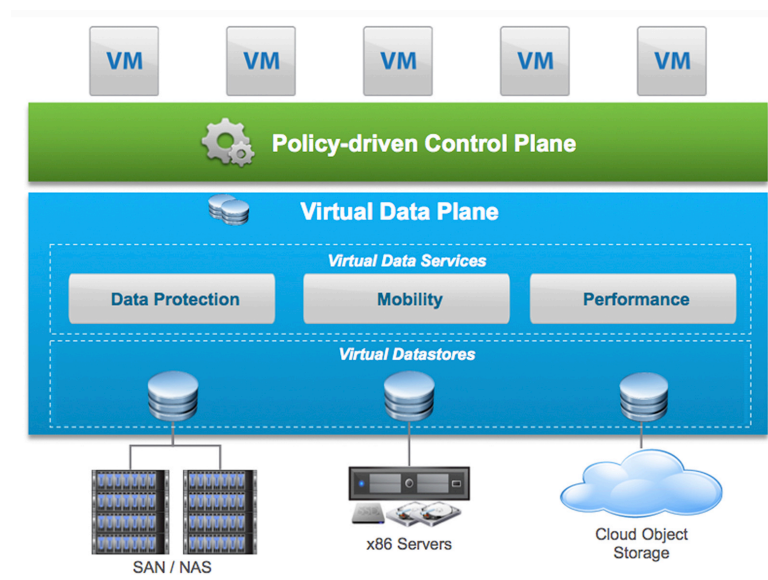 VM VM VM VM VM
Policy-driven Control Plane
Virtual Data Plane
Virtual Data Services
Data Protection Mobility Performance
Virtual Datastores
SAN / NAS
x86 Servers
Cloud Object
Storage